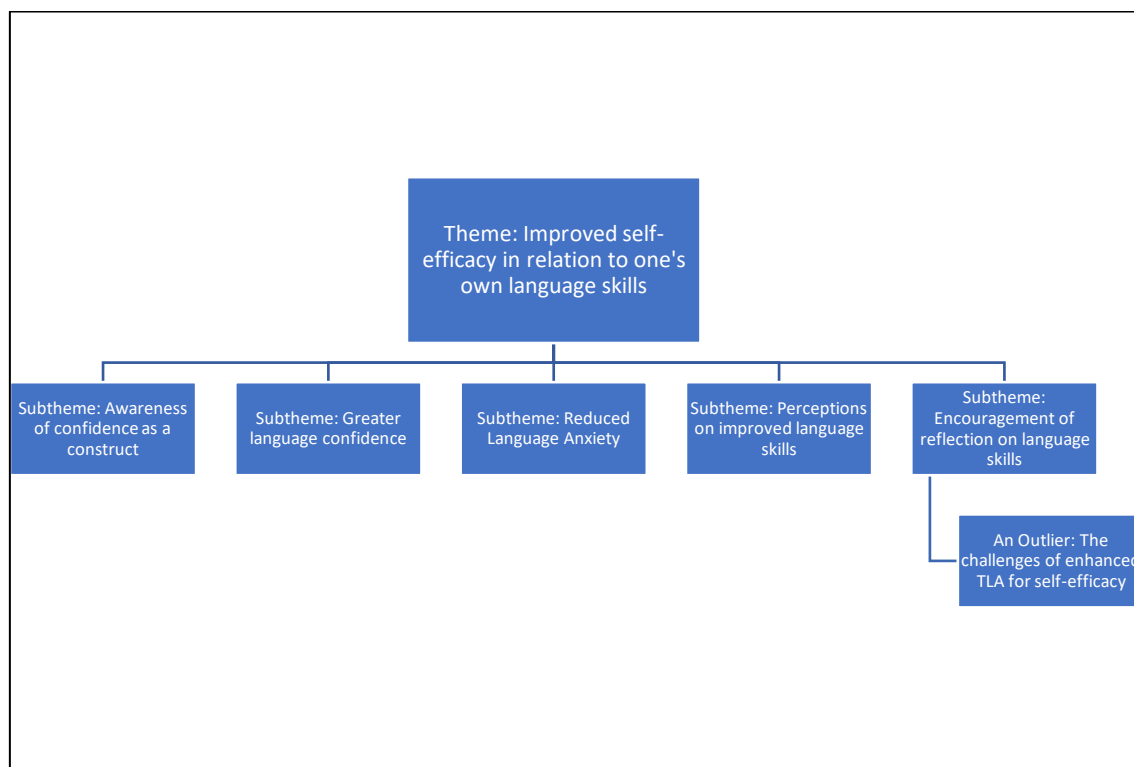 Theme: Improved self-
efficacy in relation to one's
own language skills
Subtheme: Awareness
of confidence as a
construct
Subtheme: Greater
language confidence
Subtheme: Reduced
Language Anxiety
Subtheme: Perceptions
on improved language
skills
Subtheme:
Encouragement of
reflection on language
skills
An Outlier: The
challenges of enhanced
TLA for self-efficacy